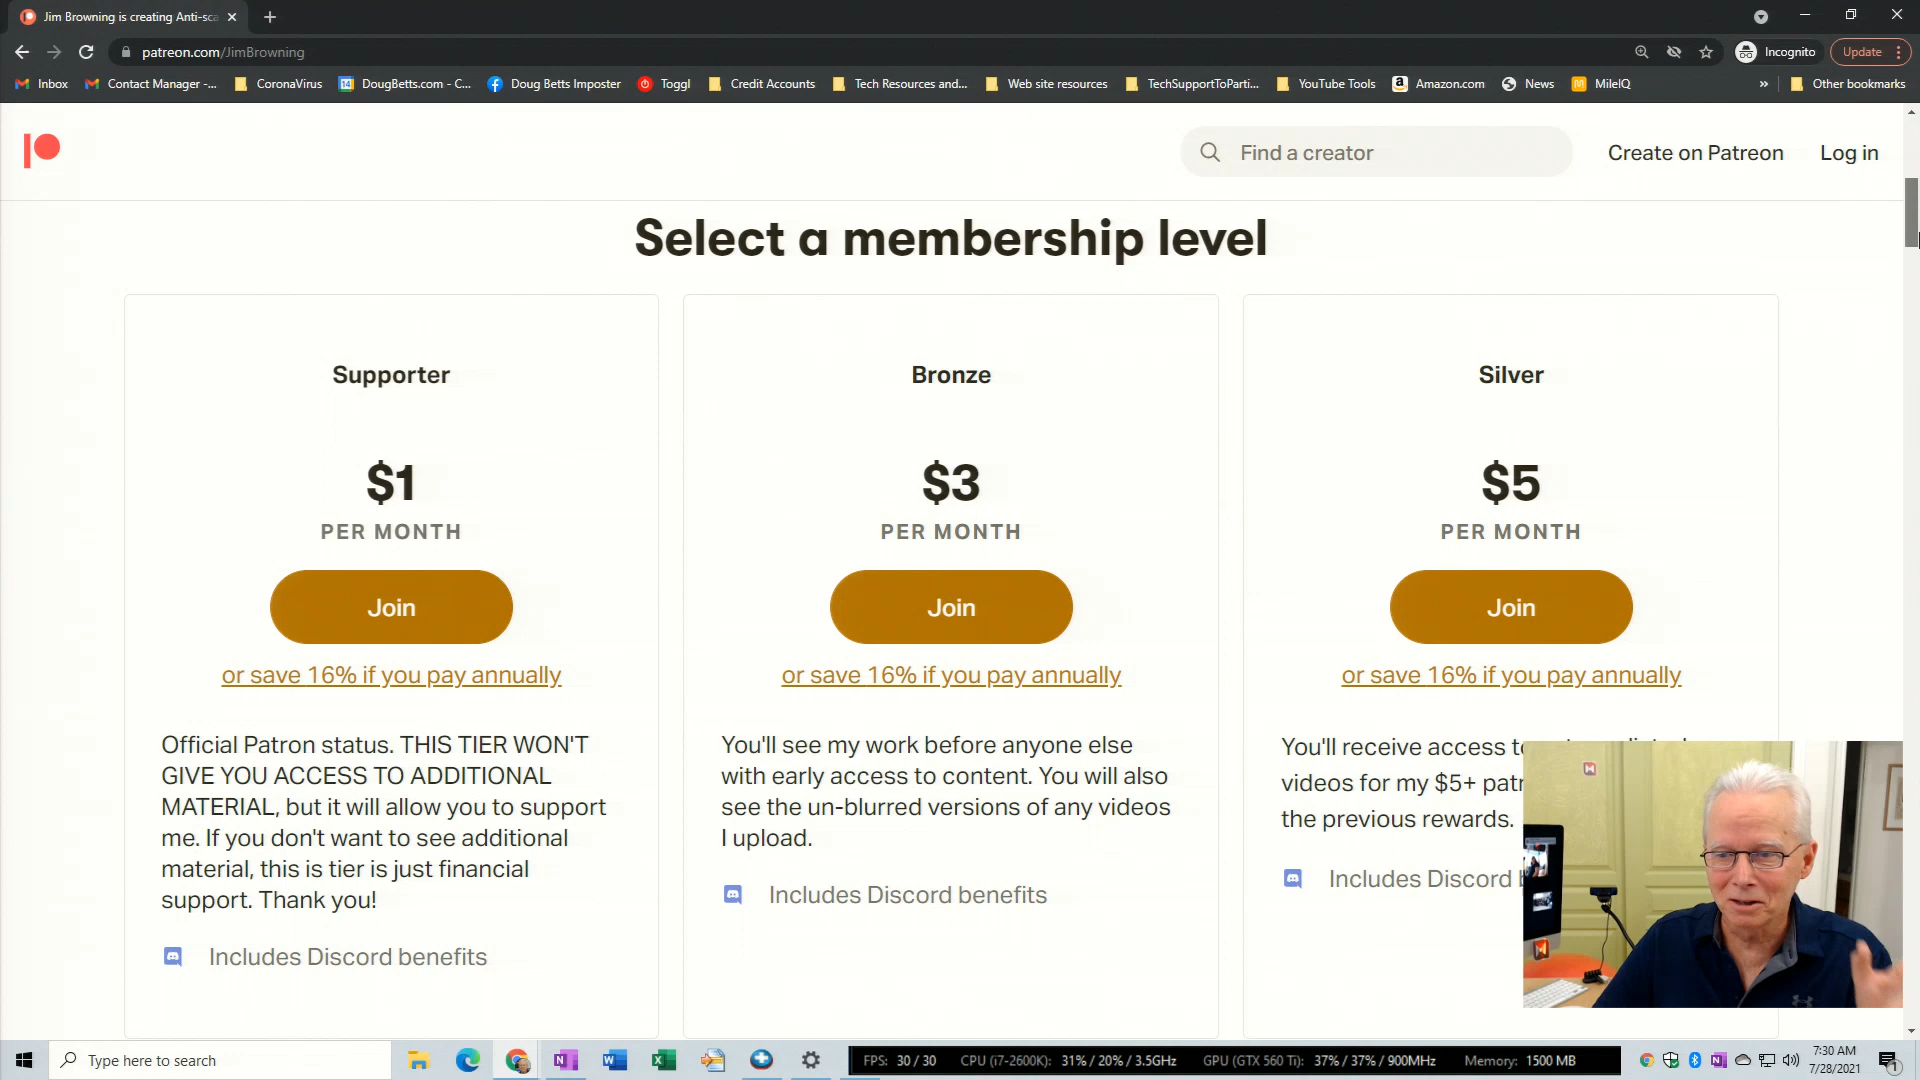 Jim Browning is creating Anti-sca
patreon.com/JimBrowning
Incognito
Update
Inbox
Contact Manager -...
CoronaVirus
DougBetts.com - C...
Doug Betts Imposter
Toggl
Credit Accounts
Tech Resources and...
Web site resources
TechSupportToParti...
YouTube Tools
Amazon.com
News
MileIQ
»
Other bookmarks
Find a creator
Create on Patreon
Log in
Select a membership level
Supporter
$1
PER MONTH
Join
or save 16% if you pay annually
Official Patron status. THIS TIER WON'T
GIVE YOU ACCESS TO ADDITIONAL
MATERIAL, but it will allow you to support
me. If you don't want to see additional
material, this is tier is just financial
support. Thank you!
Includes Discord benefits
Bronze
$3
PER MONTH
Join
or save 16% if you pay annually
You'll see my work before anyone else
with early access to content. You will also
see the un-blurred versions of any videos
I upload.
Includes Discord benefits
Silver
$5
PER MONTH
Join
or save 16% if you pay annually
You'll receive access
videos for my $5+
the previous rewards.
Includes Discord
Type here to search
FPS: 30 / 30 CPU (i7-2600K): 31% / 20% / 3.5GHz GPU (GTX 560 Ti): 37% / 37% / 900MHz Memory: 1500 MB
7:30 AM
7/28/2021